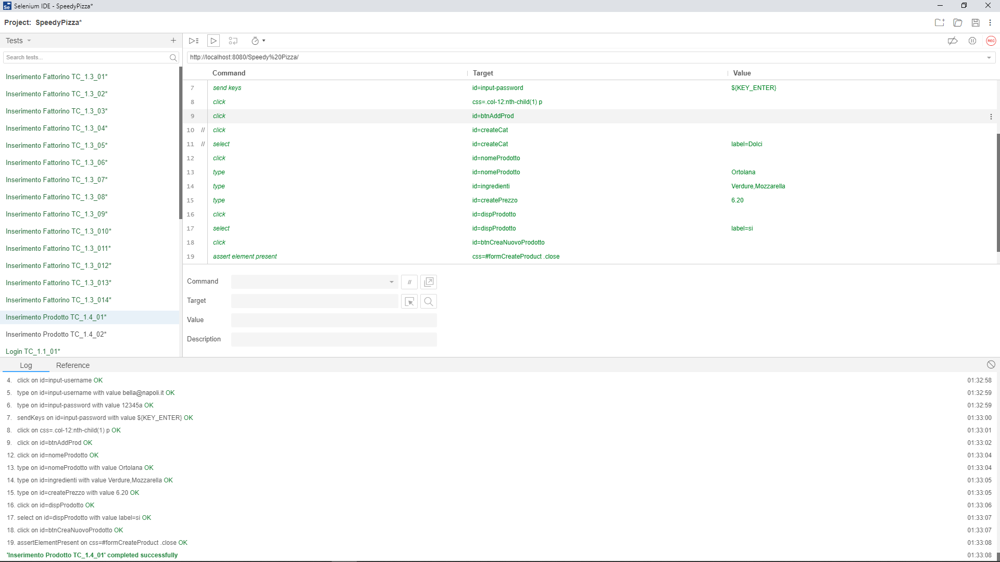 Selenium IDE - SpeedyPizza*
Project: SpeedyPizza*
Tests
Search tests...
http://localhost:8080/Speedy%20Pizza/
REC
Inserimento Fattorino TC_1.3_01*
Inserimento Fattorino TC_1.3_02*
Inserimento Fattorino TC_1.3_03*
Inserimento Fattorino TC_1.3_04*
Inserimento Fattorino TC_1.3_05*
Inserimento Fattorino TC_1.3_06*
Inserimento Fattorino TC_1.3_07*
Inserimento Fattorino TC_1.3_08*
Inserimento Fattorino TC_1.3_09*
Inserimento Fattorino TC_1.3_010*
Inserimento Fattorino TC_1.3_011*
Inserimento Fattorino TC_1.3_012*
Inserimento Fattorino TC_1.3_013*
Inserimento Fattorino TC_1.3_014*
Inserimento Prodotto TC_1.4_01*
Inserimento Prodotto TC_1.4_02*
Login TC_1.1_01*
Command Target Value
7 send keys id=input-password ${KEY_ENTER}
8 click css=.col-12:nth-child(1) p
9 click id=btnAddProd
10 // click id=createCat
11 // select id=createCat label=Dolci
12 click id=nomeProdotto
13 type id=nomeProdotto Ortolana
14 type id=ingredienti Verdure,Mozzarella
15 type id=createPrezzo 6.20
16 click id=dispProdotto
17 select id=dispProdotto label=si
18 click id=btnCreaNuovoProdotto
19 assert element present css=#formCreateProduct .close
Command //
Target
Value
Description
Log Reference
4. click on id=input-username OK 01:32:58
5. type on id=input-username with value bella@napoli.it OK 01:32:59
6. type on id=input-password with value 12345a OK 01:32:59
7. sendKeys on id=input-password with value ${KEY_ENTER} OK 01:33:00
8. click on css=.col-12:nth-child(1) p OK 01:33:01
9. click on id=btnAddProd OK 01:33:02
12. click on id=nomeProdotto OK 01:33:04
13. type on id=nomeProdotto with value Ortolana OK 01:33:04
14. type on id=ingredienti with value Verdure,Mozzarella OK 01:33:05
15. type on id=createPrezzo with value 6.20 OK 01:33:05
16. click on id=dispProdotto OK 01:33:06
17. select on id=dispProdotto with value label=si OK 01:33:07
18. click on id=btnCreaNuovoProdotto OK 01:33:07
19. assertElementPresent on css=#formCreateProduct .close OK 01:33:08
'Inserimento Prodotto TC_1.4_01' completed successfully 01:33:08